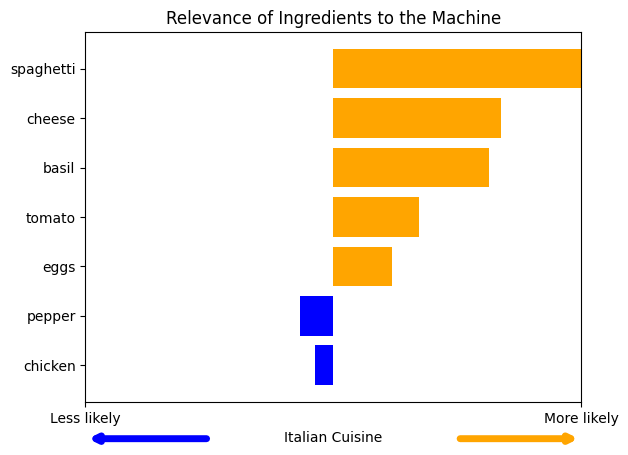 Relevance of Ingredients to the Machine
spaghetti
cheese
basil
tomato
eggs
pepper
chicken
Less likely
More likely
Italian Cuisine